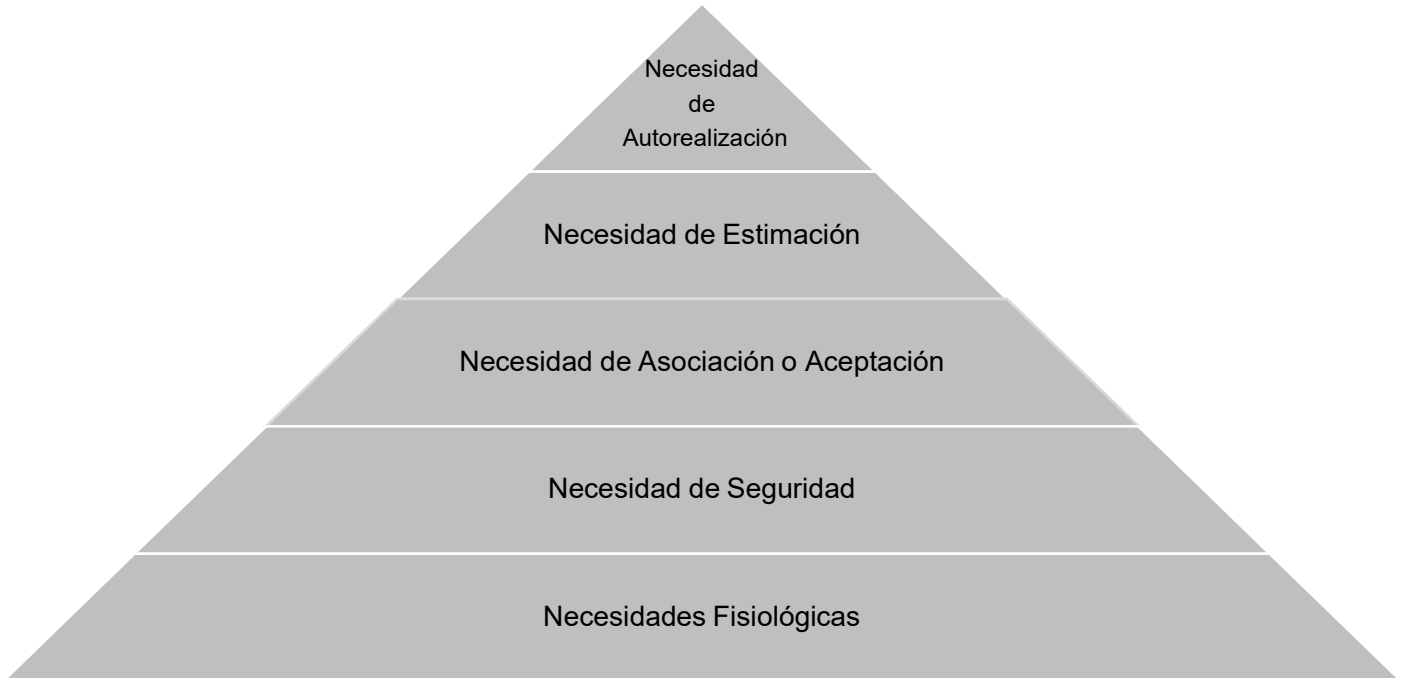 Necesidad
de
Autorealización
Necesidad de Estimación
Necesidad de Asociación o Aceptación
Necesidad de Seguridad
Necesidades Fisiológicas